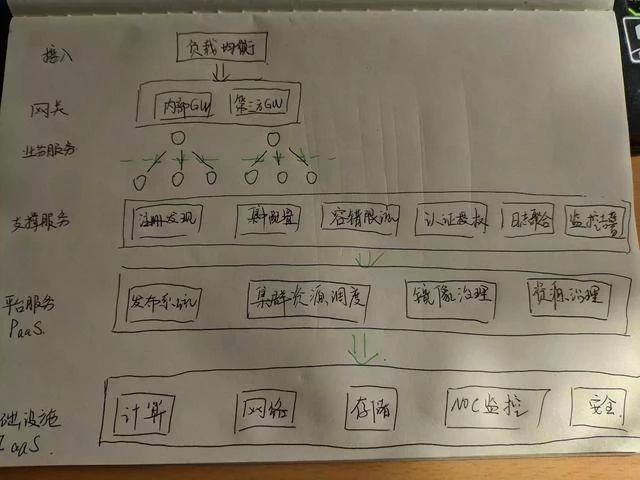 接入
负载均衡
网关
内部GW
第三方GW
业务服务
支撑服务
注册发现
集中配置
容错限流
认证授权
日志聚合
监控告警
平台服务
PaaS.
发布系统
集群资源调度
镜像治理
资源治理
础设施
IaaS.
计算
网络
存储
NOC监控
安全